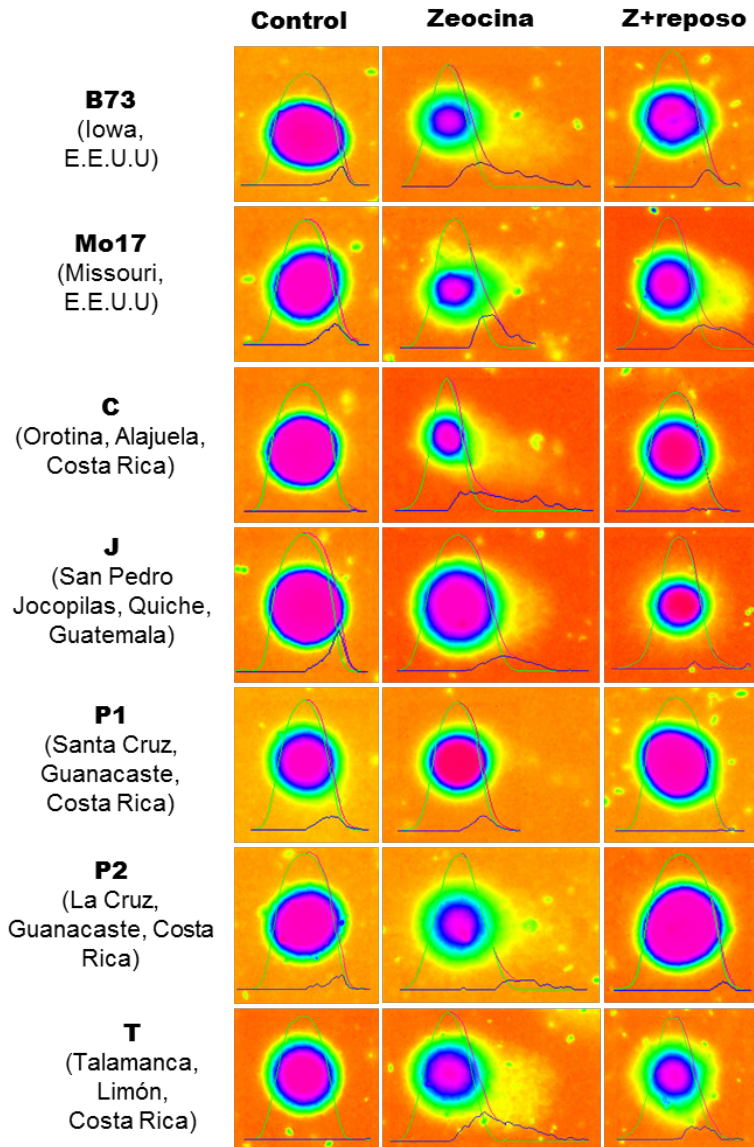 Control Zeocina Z+reposo
B73
(Iowa,
E.E.U.U)
Mo17
(Missouri,
E.E.U.U)
C
(Orotina, Alajuela,
Costa Rica)
J
(San Pedro
Jocopilas, Quiche,
Guatemala)
P1
(Santa Cruz,
Guanacaste,
Costa Rica)
P2
(La Cruz,
Guanacaste, Costa
Rica)
T
(Talamanca,
Limón,
Costa Rica)